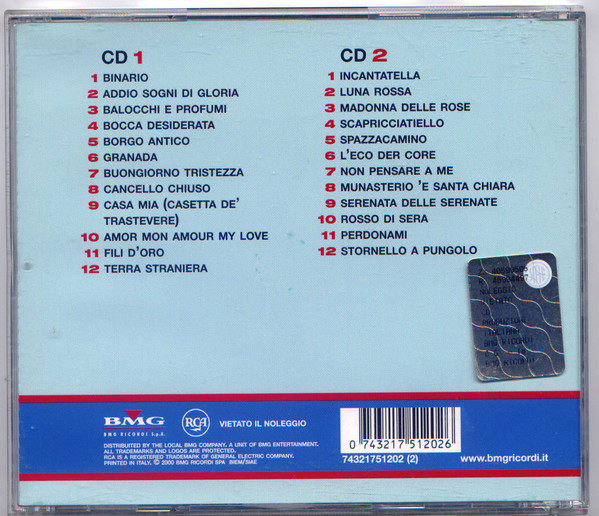 CD 1
1 BINARIO
2 ADDIO SOGNI DI GLORIA
3 BALOCCHI E PROFUMI
4 BOCCA DESIDERATA
5 BORGO ANTICO
6 GRANADA
7 BUONGIORNO TRISTEZZA
8 CANCELLO CHIUSO
9 CASA MIA (CASETTA DE'
TRASTEVERE)
10 AMOR MON AMOUR MY LOVE
11 FILI D'ORO
12 TERRA STRANIERA
CD 2
1 INCANTATELLA
2 LUNA ROSSA
3 MADONNA DELLE ROSE
4 SCAPRICCIATIELLO
5 SPAZZACAMINO
6 L'ECO DER CORE
7 NON PENSARE A ME
8 MUNASTERIO 'E SANTA CHIARA
9 SERENATA DELLE SERENATE
10 ROSSO DI SERA
11 PERDONAMI
12 STORNELLO A PUNGOLO
BMG RICORDI
BMG
BMG RICORDI S.p.A.
RCA
VIETATO IL NOLEGGIO
DISTRIBUTED BY THE LOCAL BMG COMPANY. A UNIT OF BMG ENTERTAINMENT.
ALL TRADEMARKS AND LOGOS ARE PROTECTED.
RCA IS A REGISTERED TRADEMARK OF GENERAL ELECTRIC COMPANY.
PRINTED IN ITALY. © 2000 BMG RICORDI SPA BIEM/SIAE
0 743217 512026
74321751202 (2)
www.bmgricordi.it